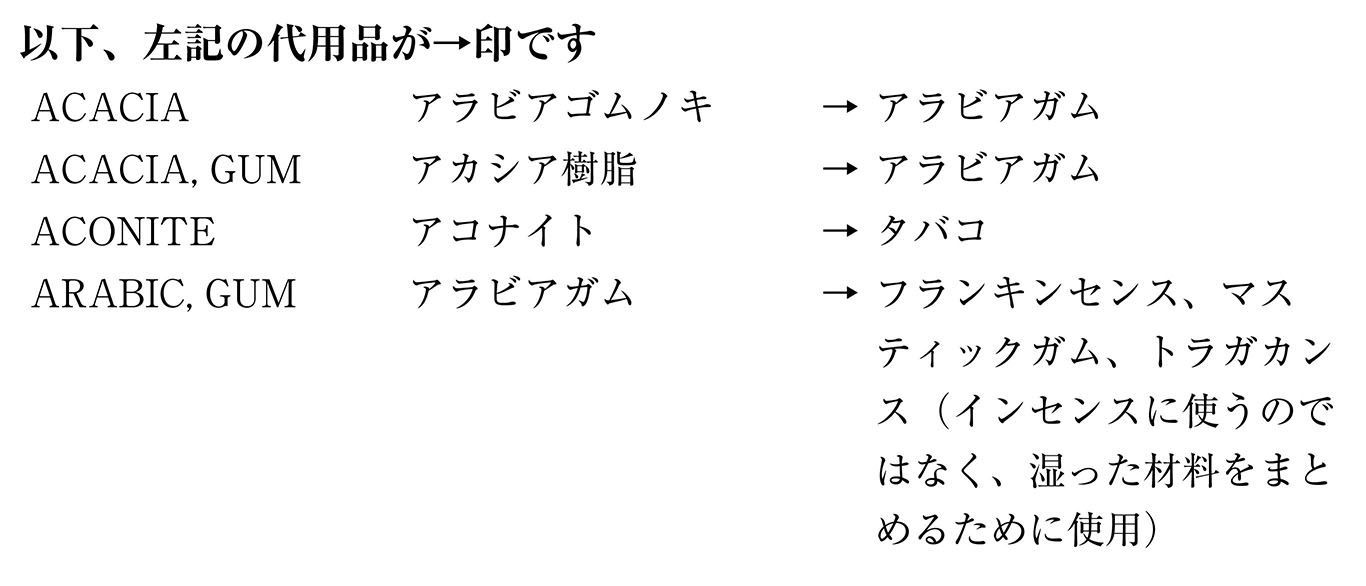 以下、左記の代用品が→印です
ACACIA アラビアゴムノキ → アラビアガム
ACACIA, GUM アカシア樹脂 → アラビアガム
ACONITE アコナイト → タバコ
ARABIC, GUM アラビアガム → フランキンセンス、マス
ティックガム、トラガカン
ス（インセンスに使うので
はなく、湿った材料をまと
めるために使用）